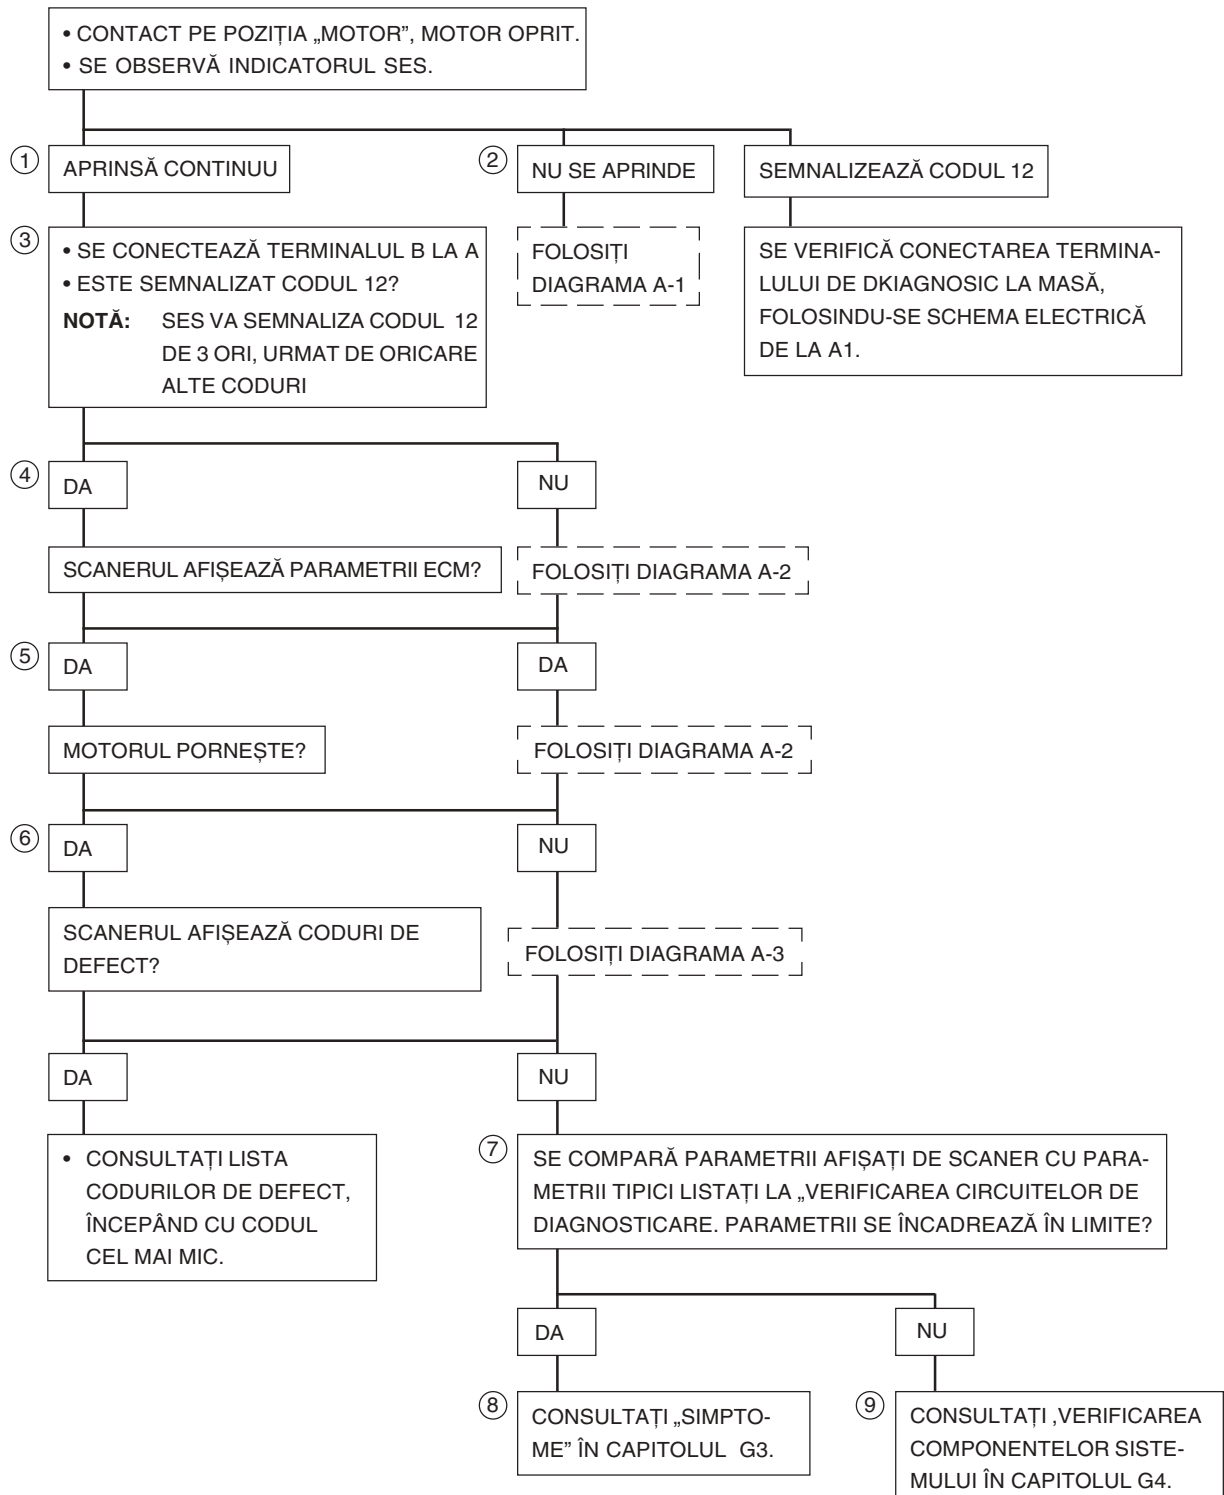 • CONTACT PE POZIȚIA „MOTOR”, MOTOR OPRIT.
• SE OBSERVĂ INDICATORUL SES.
1
APRINSĂ CONTINUU
2
NU SE APRINDE
SEMNALIZEAZĂ CODUL 12
3
• SE CONECTEAZĂ TERMINALUL B LA A
• ESTE SEMNALIZAT CODUL 12?
NOTĂ: SES VA SEMNALIZA CODUL 12
DE 3 ORI, URMAT DE ORICARE
ALTE CODURI
FOLOSIȚI
DIAGRAMA A-1
SE VERIFICĂ CONECTAREA TERMINA-
LULUI DE DKIAGNOSIC LA MASĂ,
FOLOSINDU-SE SCHEMA ELECTRICĂ
DE LA A1.
4
DA
NU
SCANERUL AFIȘEAZĂ PARAMETRII ECM?
FOLOSIȚI DIAGRAMA A-2
5
DA
DA
MOTORUL PORNEȘTE?
FOLOSIȚI DIAGRAMA A-2
6
DA
NU
SCANERUL AFIȘEAZĂ CODURI DE
DEFECT?
FOLOSIȚI DIAGRAMA A-3
DA
NU
• CONSULTAȚI LISTA
CODURILOR DE DEFECT,
ÎNCEPÂND CU CODUL
CEL MAI MIC.
7
SE COMPARĂ PARAMETRII AFIȘAȚI DE SCANER CU PARA-
METRII TIPICI LISTAȚI LA „VERIFICAREA CIRCUITELOR DE
DIAGNOSTICARE. PARAMETRII SE ÎNCADREAZĂ ÎN LIMITE?
DA
NU
8
CONSULTAȚI „SIMPTO-
ME” ÎN CAPITOLUL G3.
9
CONSULTAȚI ,VERIFICAREA
COMPONENTELOR SISTE-
MULUI ÎN CAPITOLUL G4.